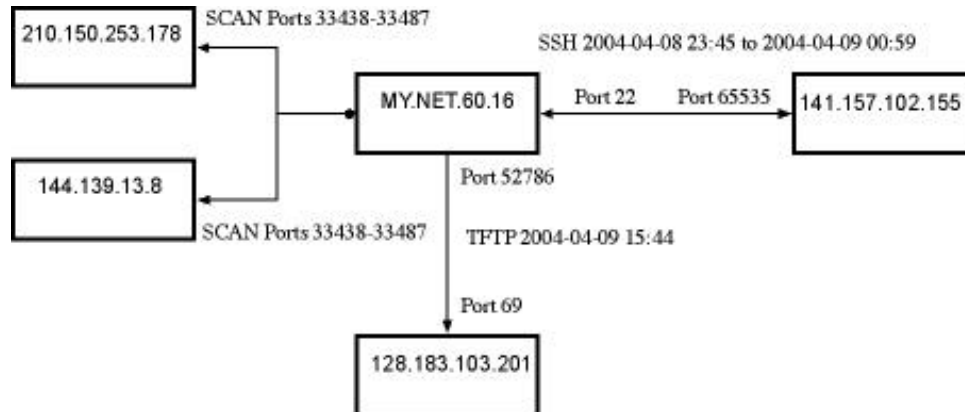 SCAN Ports 33438-33487
210.150.253.178
SSH 2004-04-08 23:45 to 2004-04-09 00:59
MY.NET.60.16
Port 22
Port 65535
141.157.102.155
144.139.13.8
Port 52786
SCAN Ports 33438-33487
TFTP 2004-04-09 15:44
Port 69
128.183.103.201